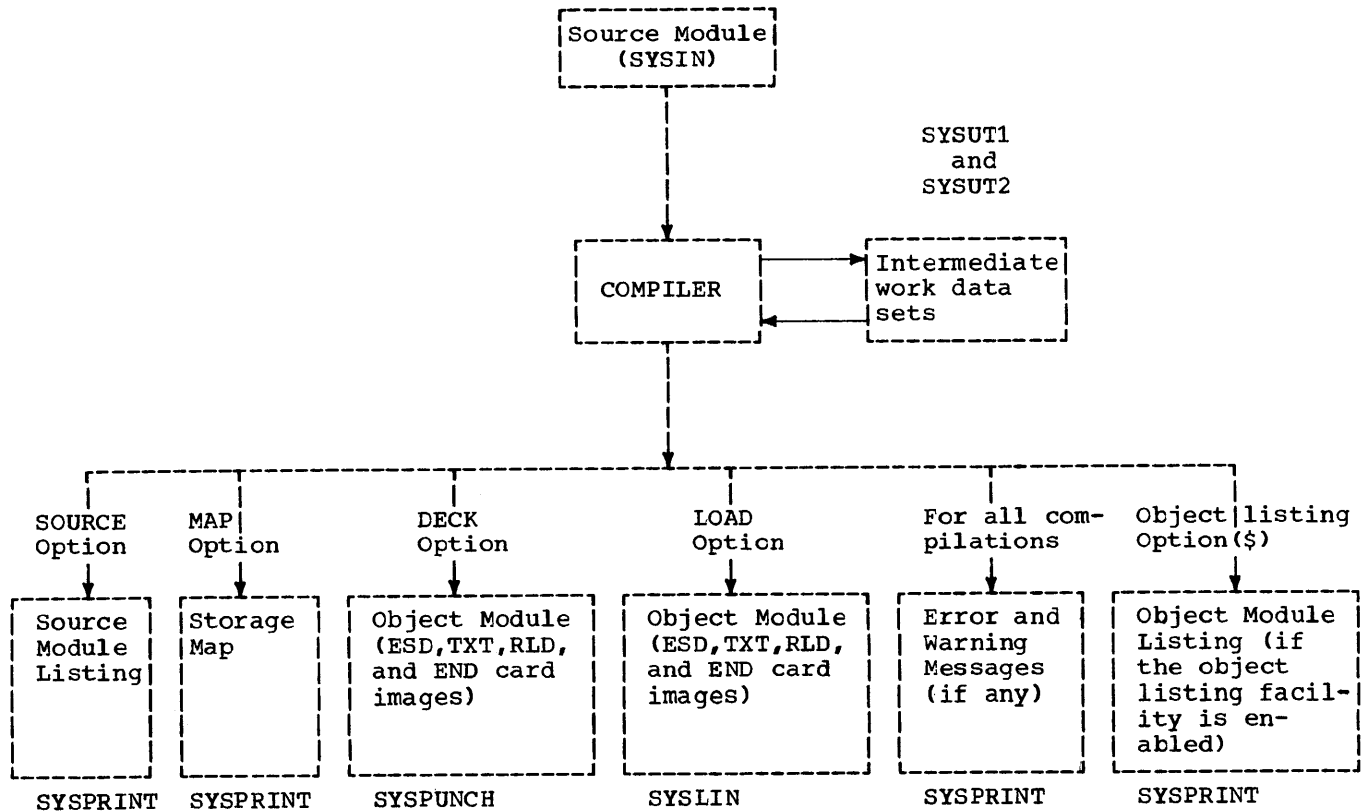 Source Module
(SYSIN)
SYSUT1
and
SYSUT2
COMPILER
Intermediate
work data
sets
SOURCE
Option
MAP
Option
DECK
Option
LOAD
Option
For all com-
pilations
Object listing
Option($)
Source
Module
Listing
Storage
Map
Object Module
(ESD,TXT,RLD,
and END card
images)
Object Module
(ESD,TXT,RLD,
and END card
images)
Error and
Warning
Messages
(if any)
Object Module
Listing (if
the object
listing facil-
ity is en-
abled)
SYSPRINT
SYSPRINT
SYSPUNCH
SYSLIN
SYSPRINT
SYSPRINT